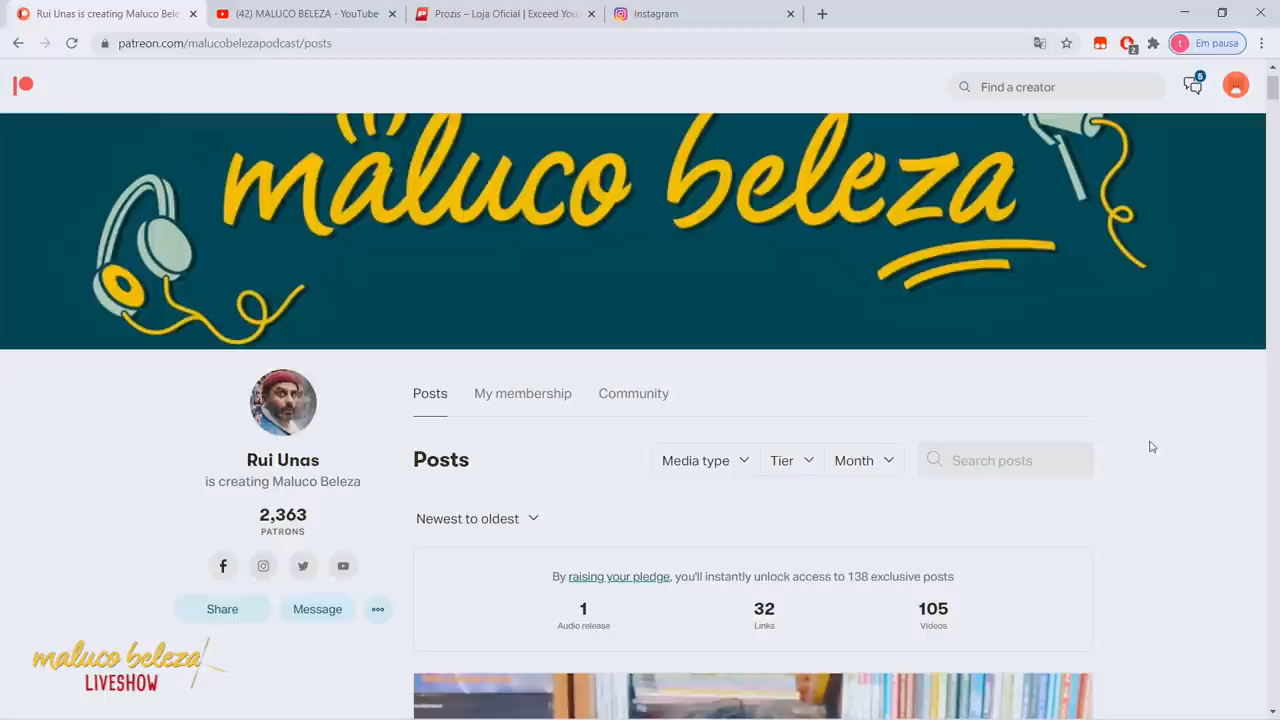 Rui Unas is creating Maluco Bele
(42) MALUCO BELEZA - YouTube
Prozis – Loja Oficial | Exceed You
Instagram
patreon.com/malucobelezapodcast/posts
2
t
Em pausa
Find a creator
6
maluco beleza
Posts
My membership
Community
Rui Unas
is creating Maluco Beleza
2,363
PATRONS
Share
Message
Posts
Media type
Tier
Month
Search posts
Newest to oldest
By raising your pledge, you'll instantly unlock access to 138 exclusive posts
1
Audio release
32
Links
105
Videos
maluco beleza
LIVESHOW